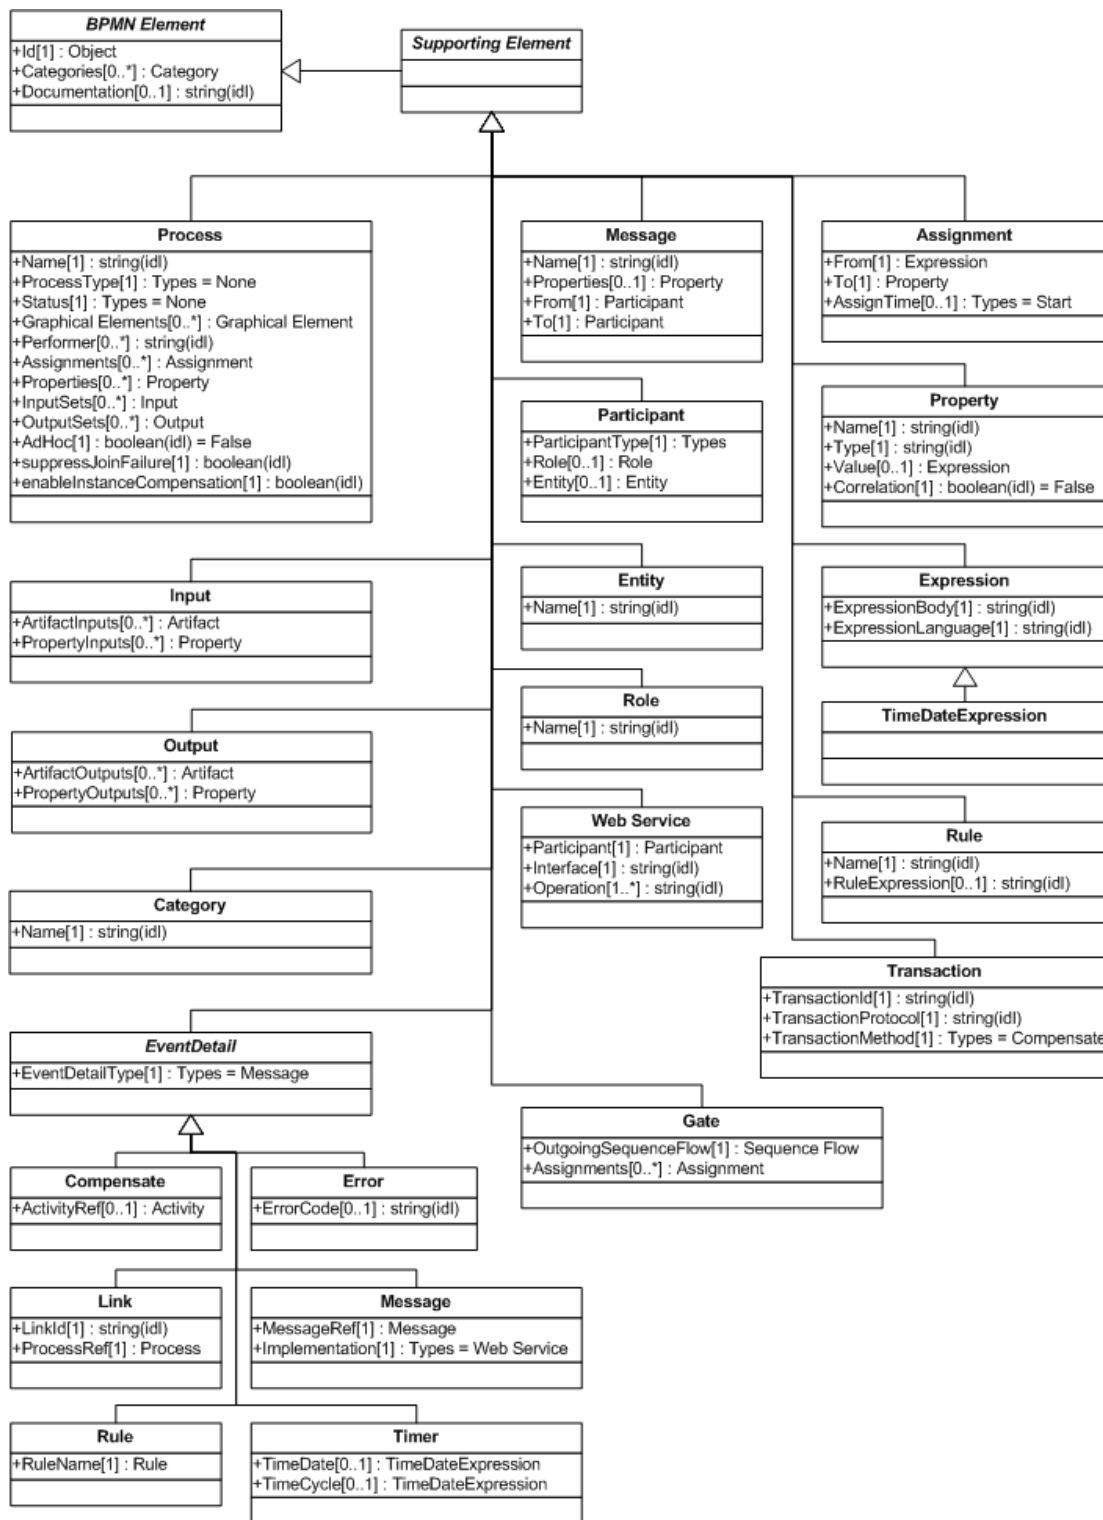 BPMN Element
+Id[1] : Object
+Categories[0..*] : Category
+Documentation[0..1] : string(idl)
Supporting Element
Process
+Name[1] : string(idl)
+ProcessType[1] : Types = None
+Status[1] : Types = None
+Graphical Elements[0..*] : Graphical Element
+Performer[0..*] : string(idl)
+Assignments[0..*] : Assignment
+Properties[0..*] : Property
+InputSets[0..*] : Input
+OutputSets[0..*] : Output
+AdHoc[1] : boolean(idl) = False
+suppressJoinFailure[1] : boolean(idl)
+enableInstanceCompensation[1] : boolean(idl)
Message
+Name[1] : string(idl)
+Properties[0..1] : Property
+From[1] : Participant
+To[1] : Participant
Assignment
+From[1] : Expression
+To[1] : Property
+AssignTime[0..1] : Types = Start
Participant
+ParticipantType[1] : Types
+Role[0..1] : Role
+Entity[0..1] : Entity
Property
+Name[1] : string(idl)
+Type[1] : string(idl)
+Value[0..1] : Expression
+Correlation[1] : boolean(idl) = False
Input
+ArtifactInputs[0..*] : Artifact
+PropertyInputs[0..*] : Property
Entity
+Name[1] : string(idl)
Expression
+ExpressionBody[1] : string(idl)
+ExpressionLanguage[1] : string(idl)
Role
+Name[1] : string(idl)
TimeDateExpression
Output
+ArtifactOutputs[0..*] : Artifact
+PropertyOutputs[0..*] : Property
Web Service
+Participant[1] : Participant
+Interface[1] : string(idl)
+Operation[1..*] : string(idl)
Rule
+Name[1] : string(idl)
+RuleExpression[0..1] : string(idl)
Category
+Name[1] : string(idl)
Transaction
+TransactionId[1] : string(idl)
+TransactionProtocol[1] : string(idl)
+TransactionMethod[1] : Types = Compensate
EventDetail
+EventDetailType[1] : Types = Message
Gate
+OutgoingSequenceFlow[1] : Sequence Flow
+Assignments[0..*] : Assignment
Compensate
+ActivityRef[0..1] : Activity
Error
+ErrorCode[0..1] : string(idl)
Link
+LinkId[1] : string(idl)
+ProcessRef[1] : Process
Message
+MessageRef[1] : Message
+Implementation[1] : Types = Web Service
Rule
+RuleName[1] : Rule
Timer
+TimeDate[0..1] : TimeDateExpression
+TimeCycle[0..1] : TimeDateExpression